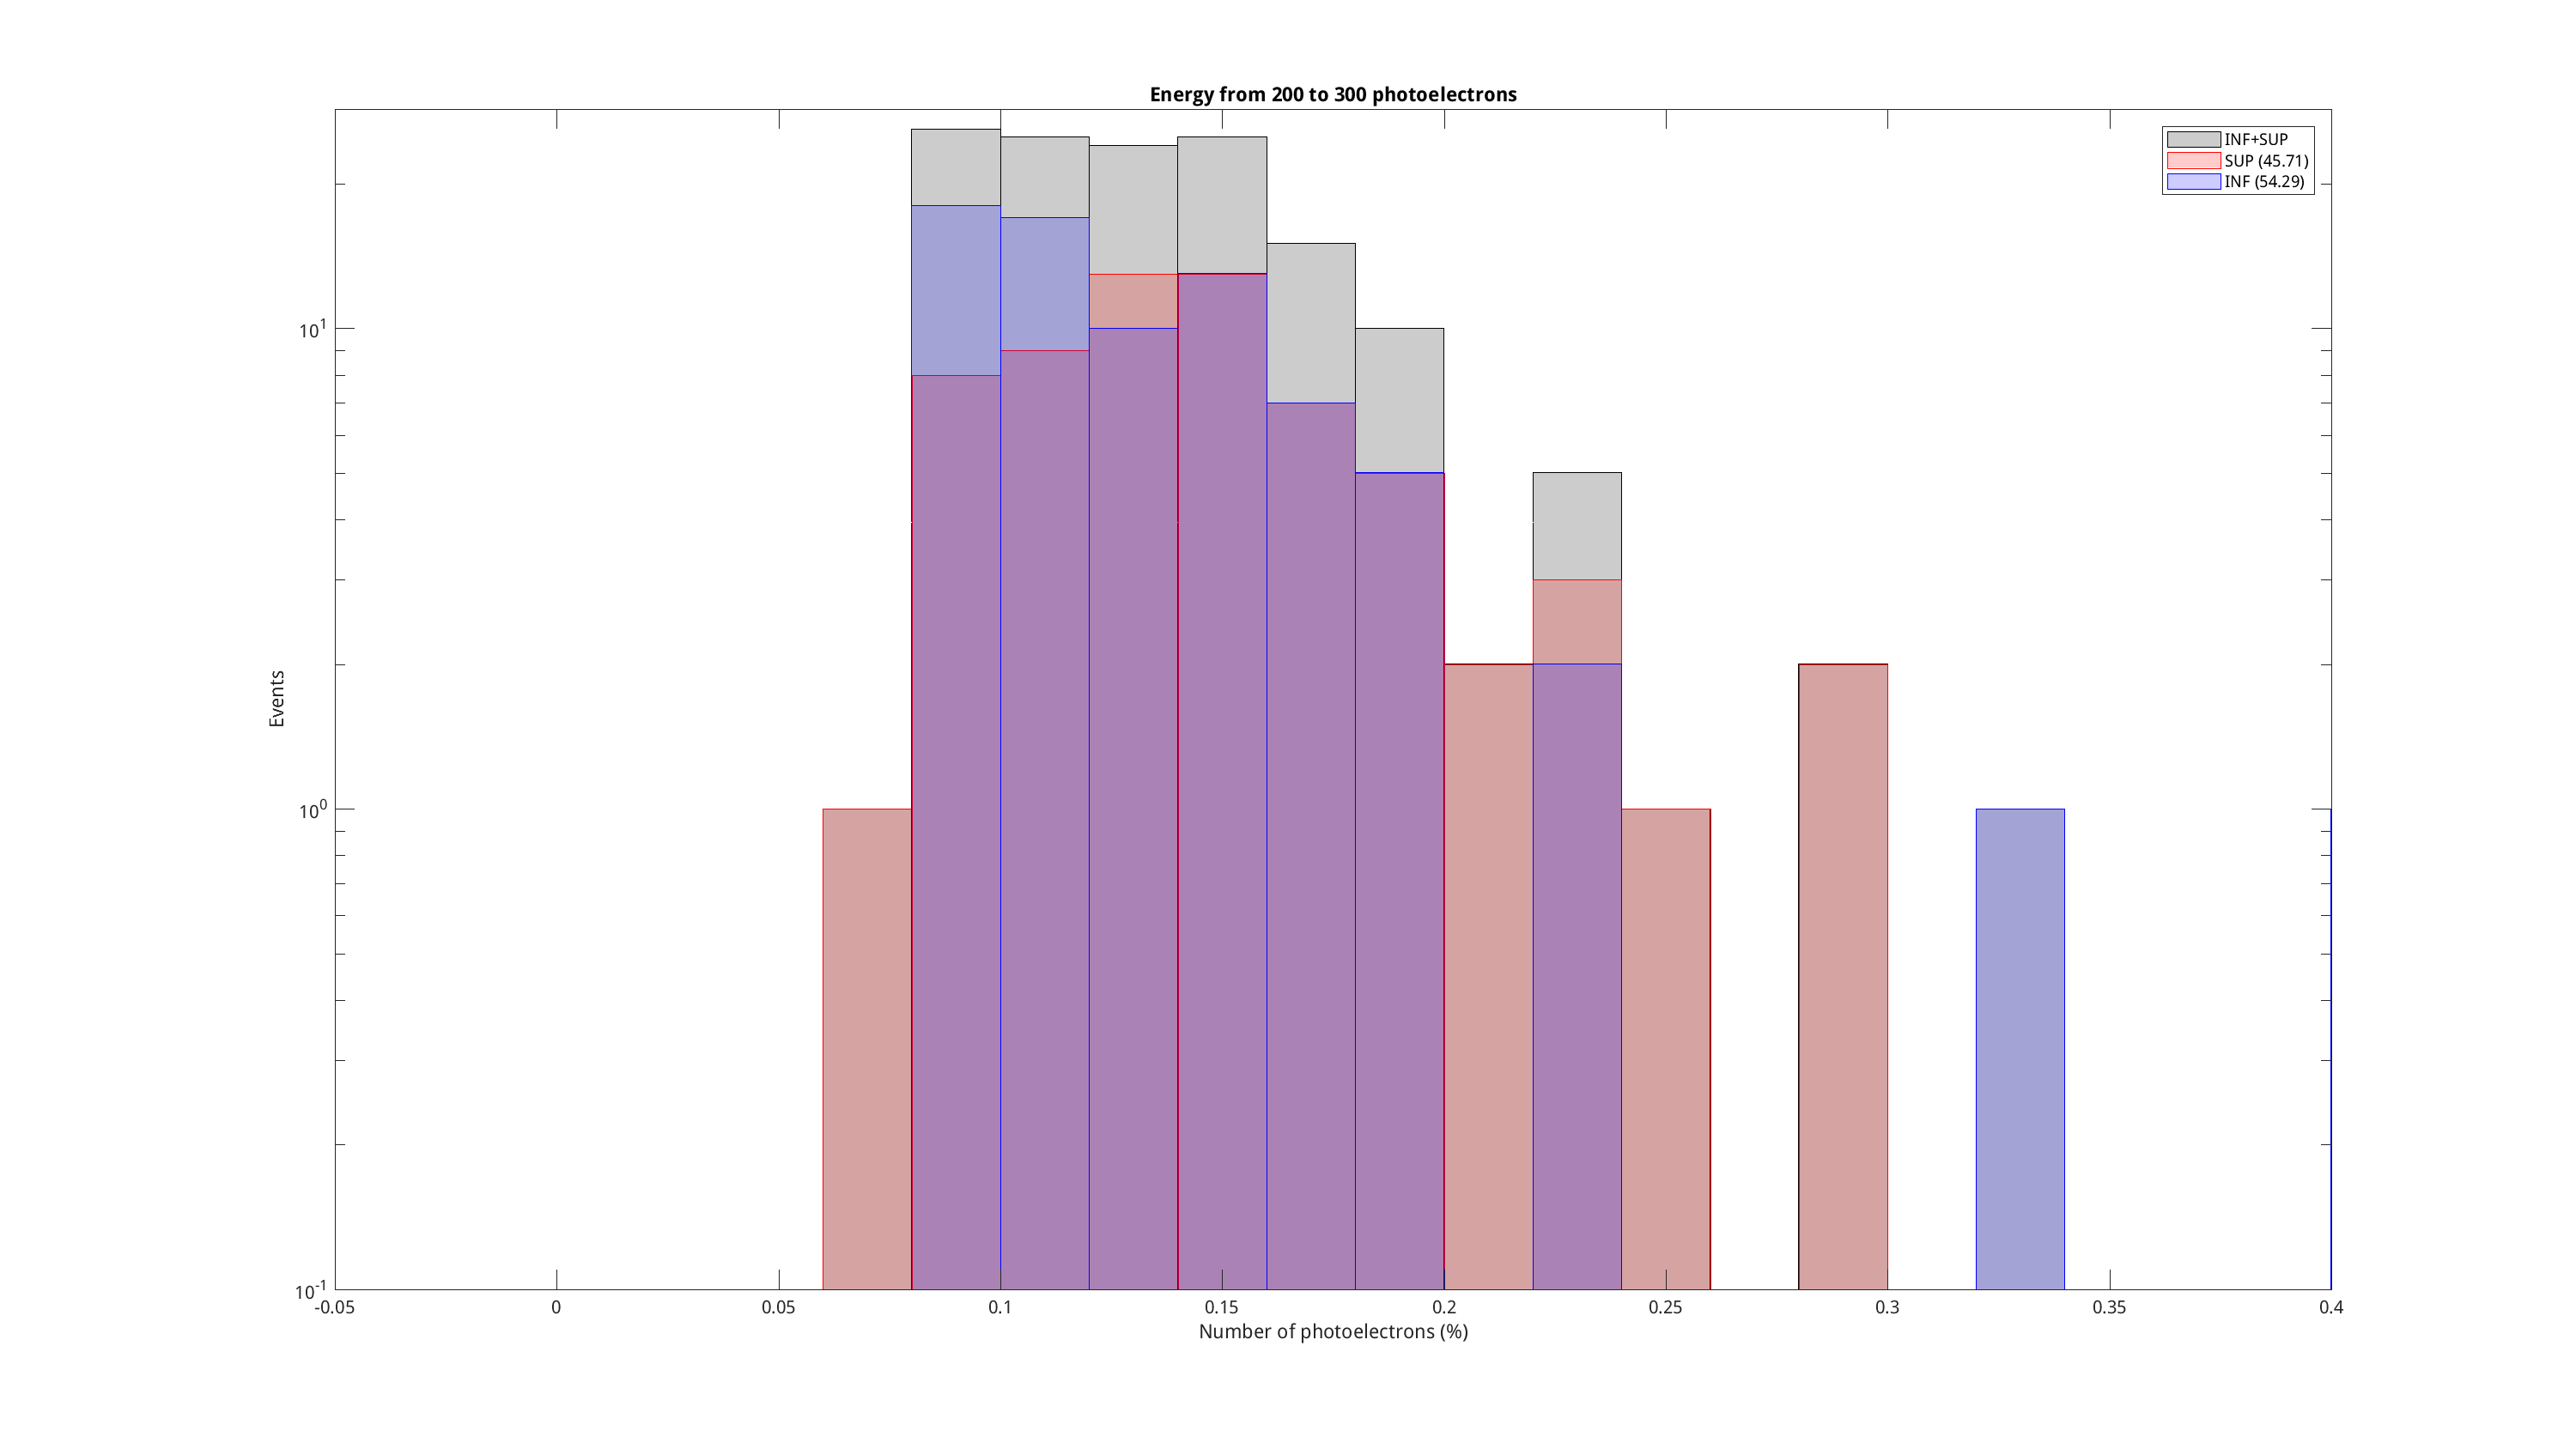 Energy from 200 to 300 photoelectrons
INF+SUP
SUP (45.71)
INF (54.29)
10^1
10^0
10^-1
Events
-0.05 0 0.05 0.1 0.15 0.2 0.25 0.3 0.35 0.4
Number of photoelectrons (%)